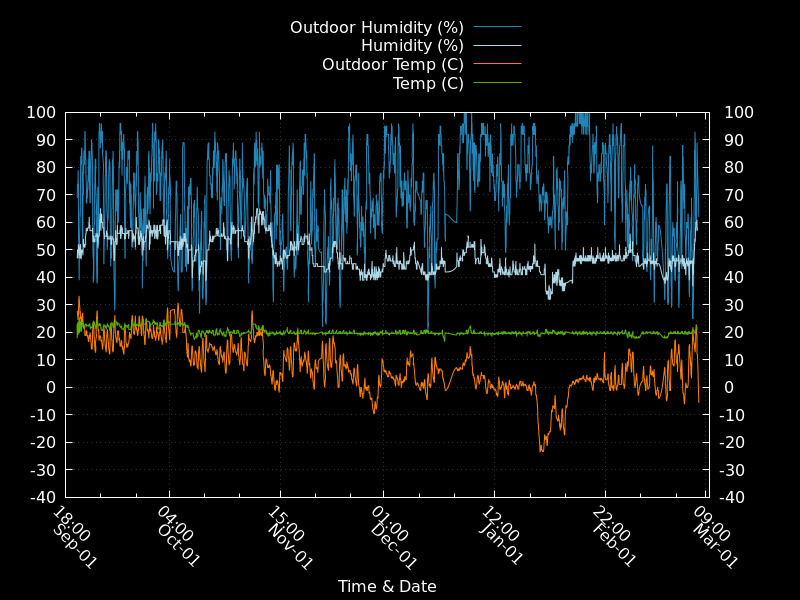 Outdoor Humidity (%)
Humidity (%)
Outdoor Temp (C)
Temp (C)
100 100
90 90
80 80
70 70
60 60
50 50
40 40
30 30
20 20
10 10
0 0
-10 -10
-20 -20
-30 -30
-40 -40
18:00
Sep-01
04:00
Oct-01
15:00
Nov-01
01:00
Dec-01
12:00
Jan-01
22:00
Feb-01
09:00
Mar-01
Time & Date